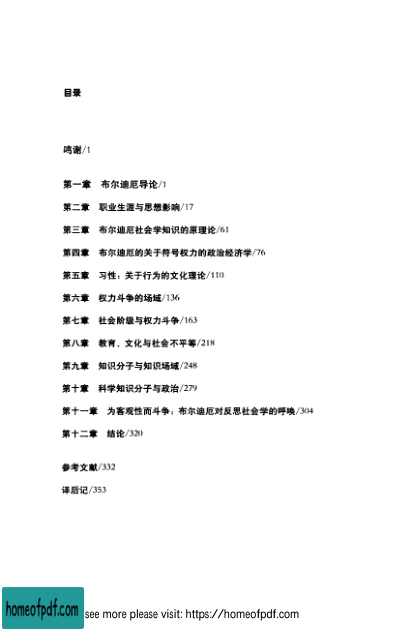 目录
鸣谢/1
第一章 布尔迪厄导论/1
第二章 职业生涯与思想影响/17
第三章 布尔迪厄社会学知识的原理论/61
第四章 布尔迪厄的关于符号权力的政治经济学/76
第五章 习性：关于行为的文化理论/110
第六章 权力斗争的场域/136
第七章 社会阶级与权力斗争/163
第八章 教育、文化与社会不平等/218
第九章 知识分子与知识场域/248
第十章 科学知识分子与政治/279
第十一章 为客观性而斗争：布尔迪厄对反思社会学的呼唤/304
第十二章 结论/320
参考文献/332
译后记/353
homeofpdf.com see more please visit: https://homeofpdf.com